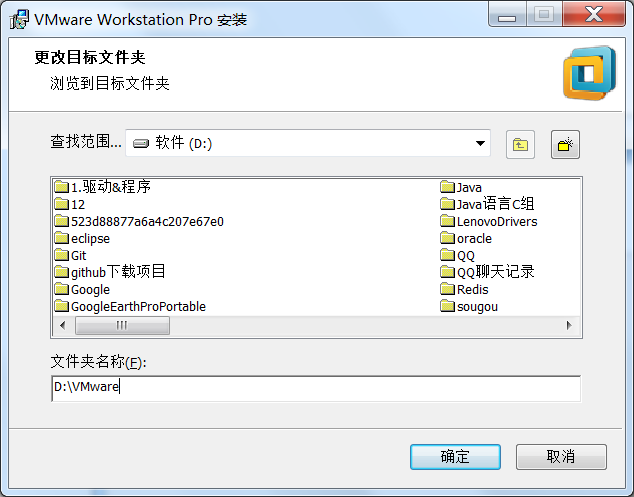 VMware Workstation Pro 安装
更改目标文件夹
浏览到目标文件夹
查找范围... 软件 (D:)
1.驱动&程序
12
523d88877a6a4c207e67e0
eclipse
Git
github下载项目
Google
GoogleEarthProPortable
Java
Java语言C组
LenovoDrivers
oracle
QQ
QQ聊天记录
Redis
sougou
文件夹名称(F):
D:\VMware
确定 取消